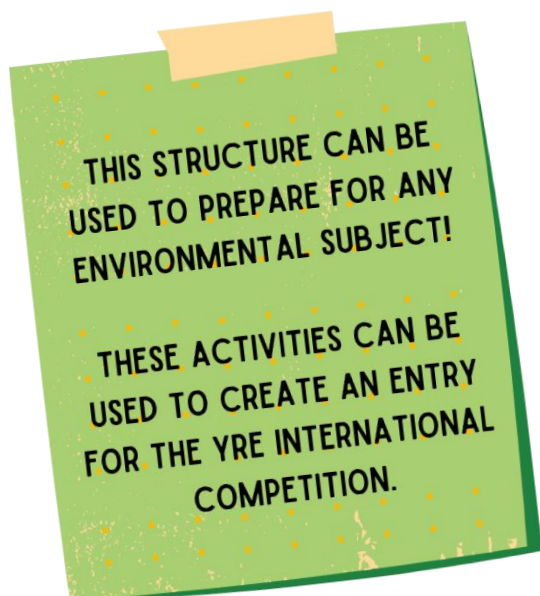 THIS STRUCTURE CAN BE
USED TO PREPARE FOR ANY
ENVIRONMENTAL SUBJECT!
THESE ACTIVITIES CAN BE
USED TO CREATE AN ENTRY
FOR THE YRE INTERNATIONAL
COMPETITION.